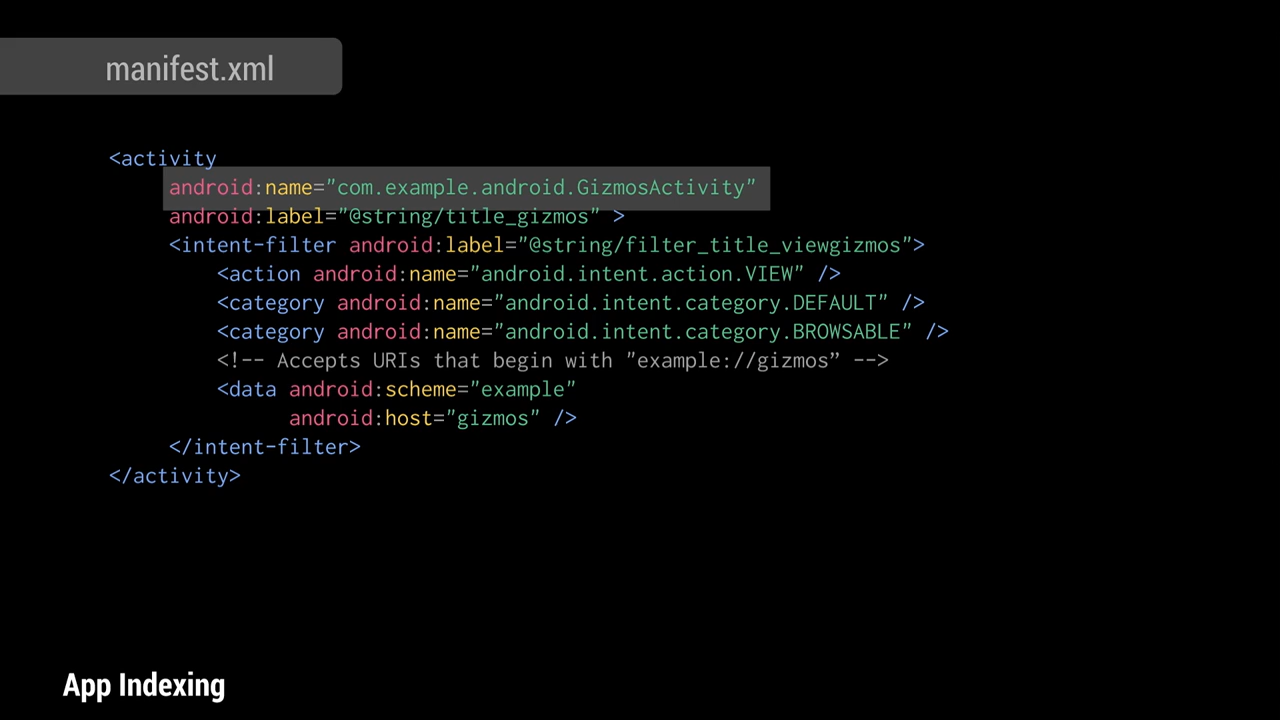 manifest.xml
<activity
android:name="com.example.android.GizmosActivity”
android:label="@string/title_gizmos” >
<intent-filter android:label="@string/filter_title_viewgizmos">
<action android:name="android.intent.action.VIEW” />
<category android:name="android.intent.category.DEFAULT” />
<category android:name="android.intent.category.BROWSABLE” />
<!-- Accepts URIs that begin with "example://gizmos” -->
<data android:scheme="example"
android:host="gizmos” />
</intent-filter>
</activity>
App Indexing